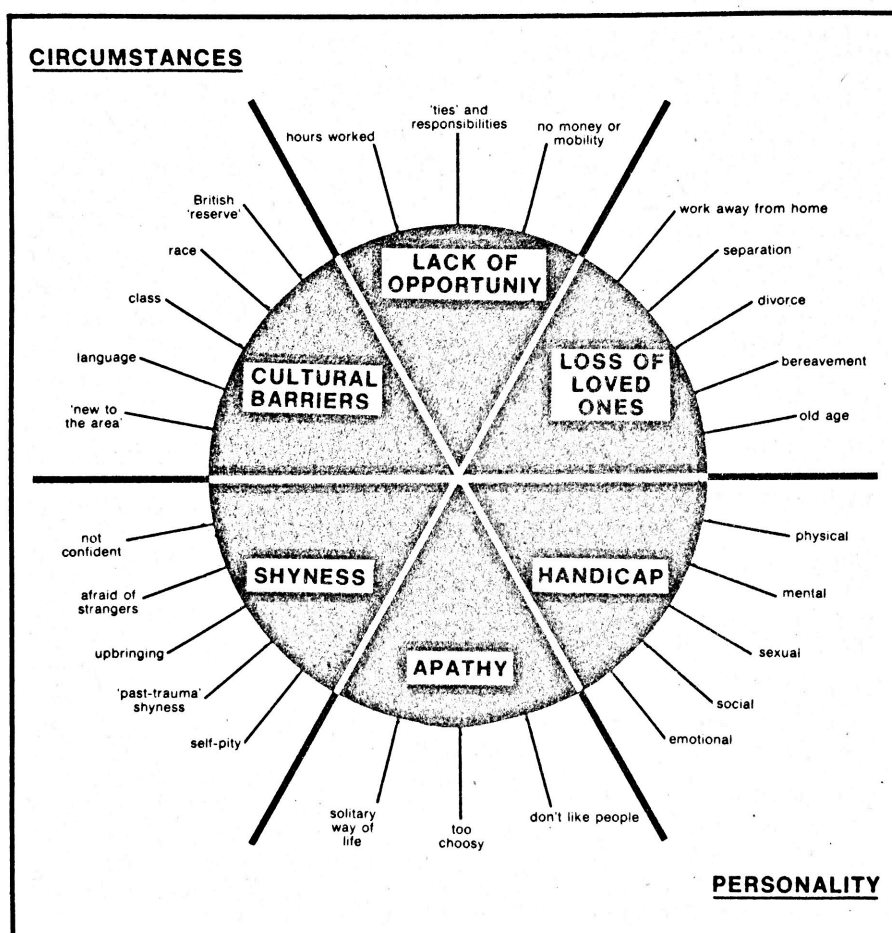 CIRCUMSTANCES
'ties' and
responsibilities
hours worked
no money or
mobility
British
'reserve'
race
class
language
'new to
the area'
work away from home
separation
divorce
bereavement
old age
LACK OF
OPPORTUNIY
CULTURAL
BARRIERS
LOSS OF
LOVED
ONES
SHYNESS
HANDICAP
APATHY
not
confident
afraid of
strangers
upbringing
'past-trauma'
shyness
self-pity
physical
mental
sexual
social
emotional
solitary
way of
life
too
choosy
don't like people
PERSONALITY